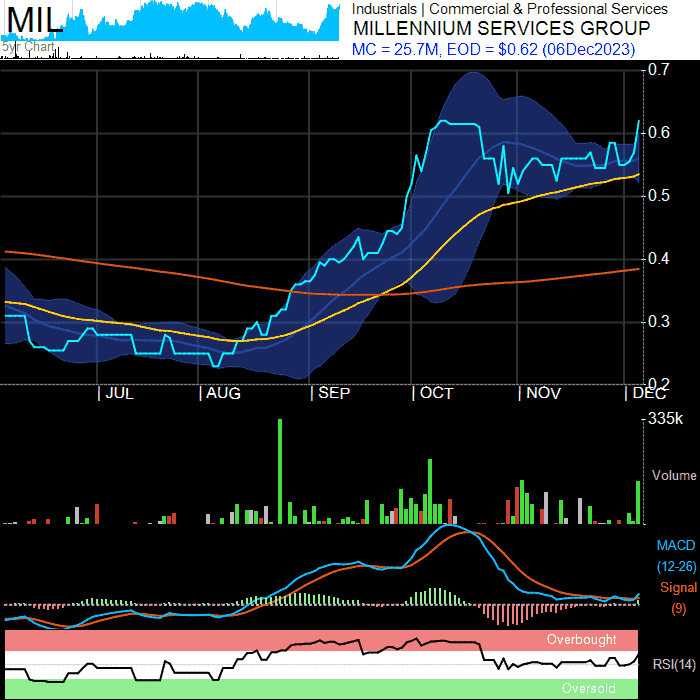 MIL
5yr Chart
Industrials | Commercial & Professional Services
MILLENNIUM SERVICES GROUP
MC = 25.7M, EOD = $0.62 (06Dec2023)
0.7
0.6
0.5
0.4
0.3
0.2
| JUL | AUG | SEP | OCT | NOV | DEC
335k
Volume
MACD
(12-26)
Signal
(9)
Overbought
RSI(14)
Oversold